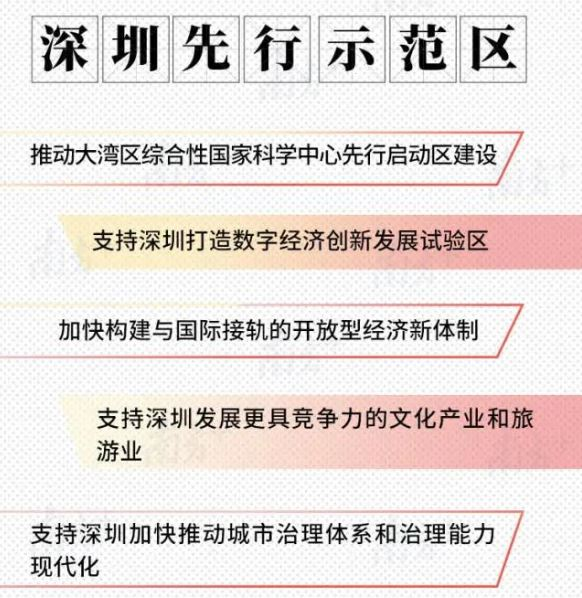 深圳先行示范区
推动大湾区综合性国家科学中心先行启动区建设
支持深圳打造数字经济创新发展试验区
加快构建与国际接轨的开放型经济新体制
支持深圳发展更具竞争力的文化产业和旅
游业
支持深圳加快推动城市治理体系和治理能力
现代化